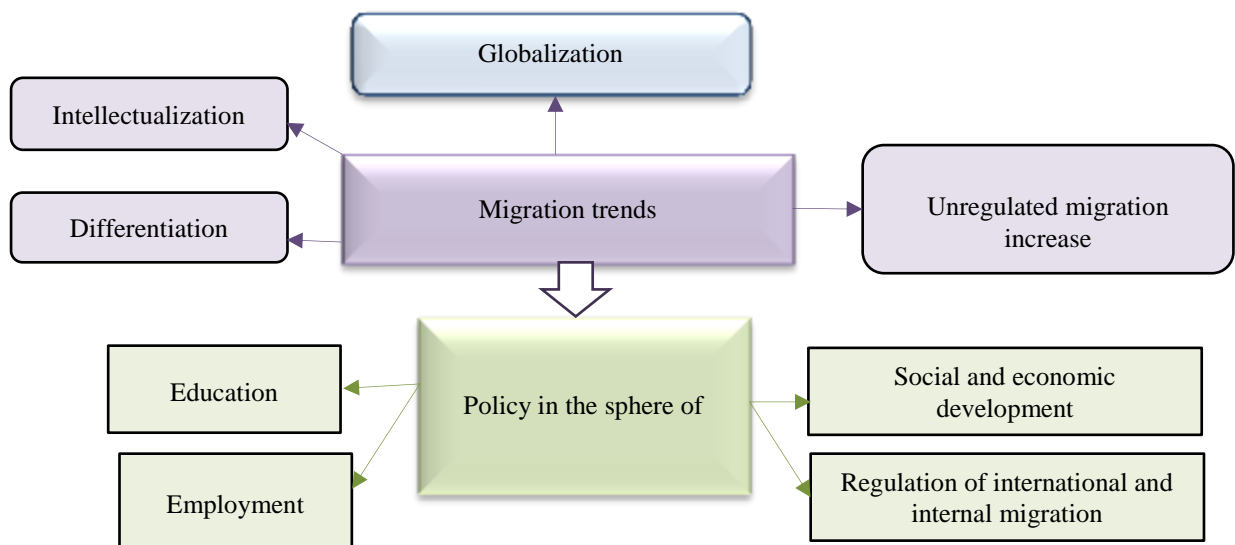 Globalization
Intellectualization
Migration trends
Unregulated migration
increase
Differentiation
Education
Policy in the sphere of
Social and economic
development
Employment
Regulation of international and
internal migration